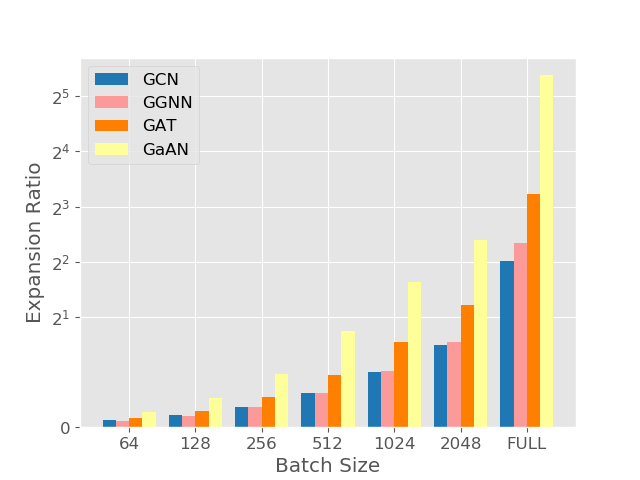 GCN
GGNN
GAT
GaAN
Expansion Ratio
2^5
2^4
2^3
2^2
2^1
0
64 128 256 512 1024 2048 FULL
Batch Size